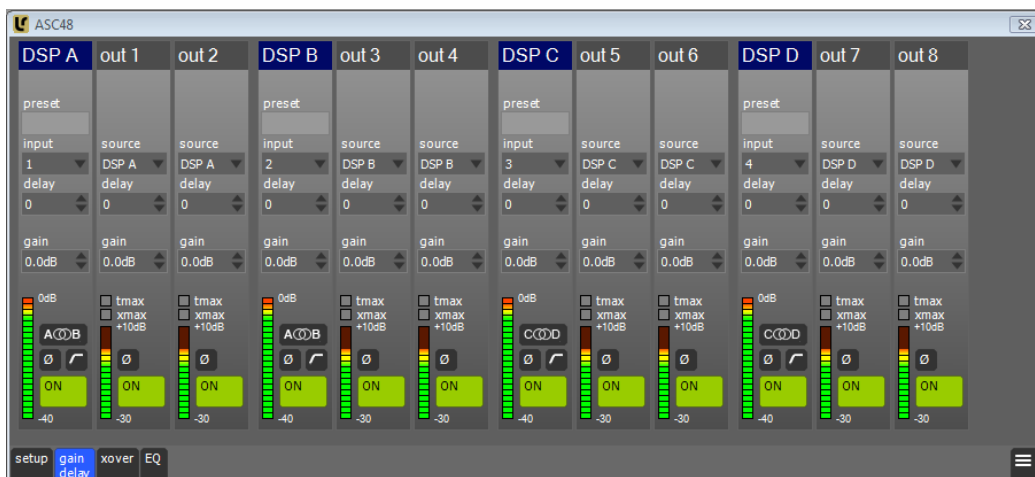 ASC48
DSP A out 1 out 2 DSP B out 3 out 4 DSP C out 5 out 6 DSP D out 7 out 8
preset preset preset preset
input source source input source source input source source input source source
1 DSP A DSP A 2 DSP B DSP B 3 DSP C DSP C 4 DSP D DSP D
delay delay delay delay delay delay delay delay delay delay delay delay
0 0 0 0 0 0 0 0 0 0 0 0
gain gain gain gain gain gain gain gain gain gain gain gain
0.0dB 0.0dB 0.0dB 0.0dB 0.0dB 0.0dB 0.0dB 0.0dB 0.0dB 0.0dB 0.0dB 0.0dB
0dB tmax tmax 0dB tmax tmax 0dB tmax tmax 0dB tmax tmax
xmax xmax xmax xmax xmax xmax xmax xmax
+10dB +10dB +10dB +10dB +10dB +10dB +10dB +10dB
A B A B C D C D
Ø Ø Ø Ø Ø Ø Ø Ø Ø Ø Ø Ø
ON ON ON ON ON ON ON ON ON ON ON ON
-40 -30 -30 -40 -30 -30 -40 -30 -30 -40 -30 -30
setup gain xover EQ
delay